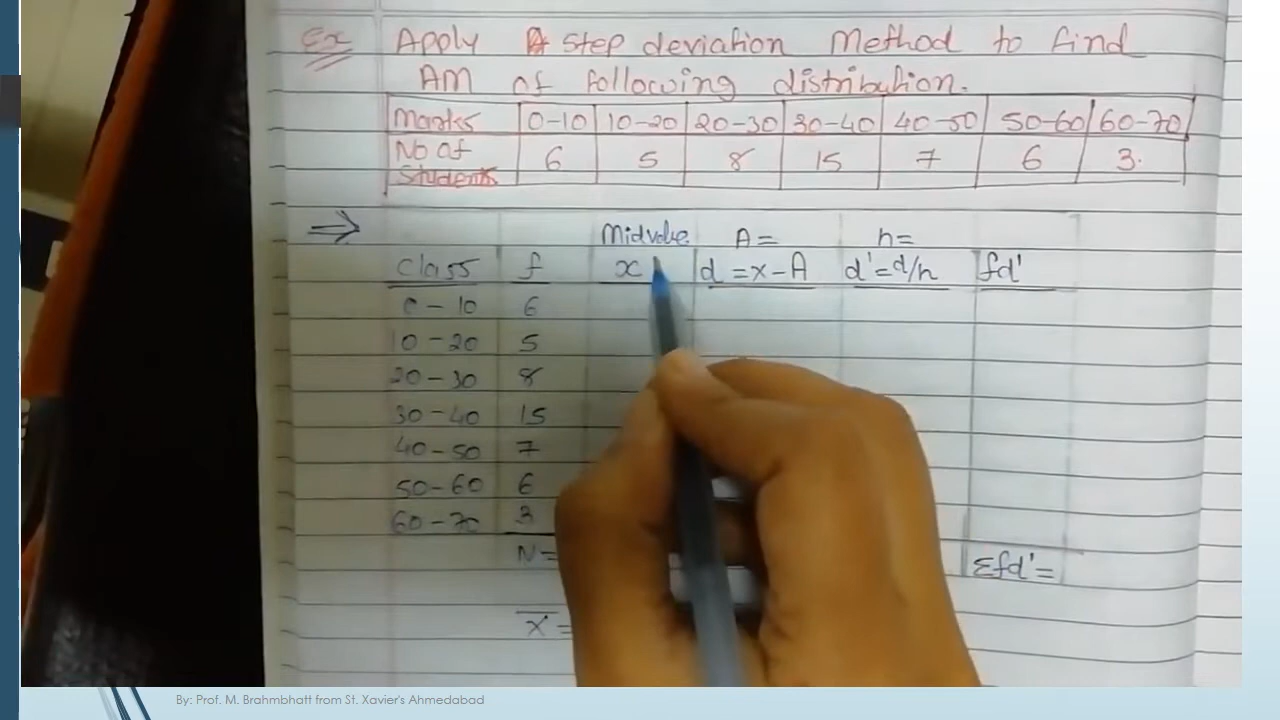 Ex Apply A step deviation Method to find
AM of following distribution.
Marks 0-10 10-20 20-30 30-40 40-50 50-60 60-70
No of Students 6 5 8 15 7 6 3.
⇒ Midvalue A= h=
Class f x d=x-A d'=d/h fd'
0-10 6
10-20 5
20-30 8
30-40 15
40-50 7
50-60 6
60-70 3
N= Σfd'=
x̄=
By: Prof. M. Brahmbhatt from St. Xavier's Ahmedabad